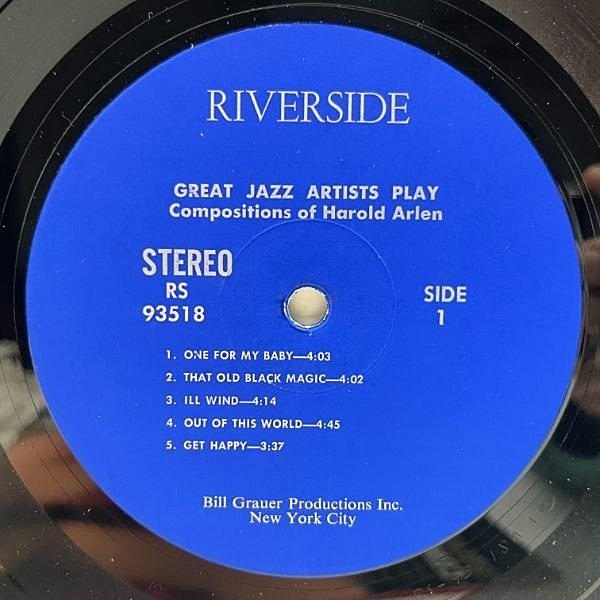 RIVERSIDE
GREAT JAZZ ARTISTS PLAY
Compositions of Harold Arlen
STEREO
RS
93518
SIDE
1
1. ONE FOR MY BABY—4:03
2. THAT OLD BLACK MAGIC—4:02
3. ILL WIND—4:14
4. OUT OF THIS WORLD—4:45
5. GET HAPPY—3:37
Bill Grauer Productions Inc.
New York City